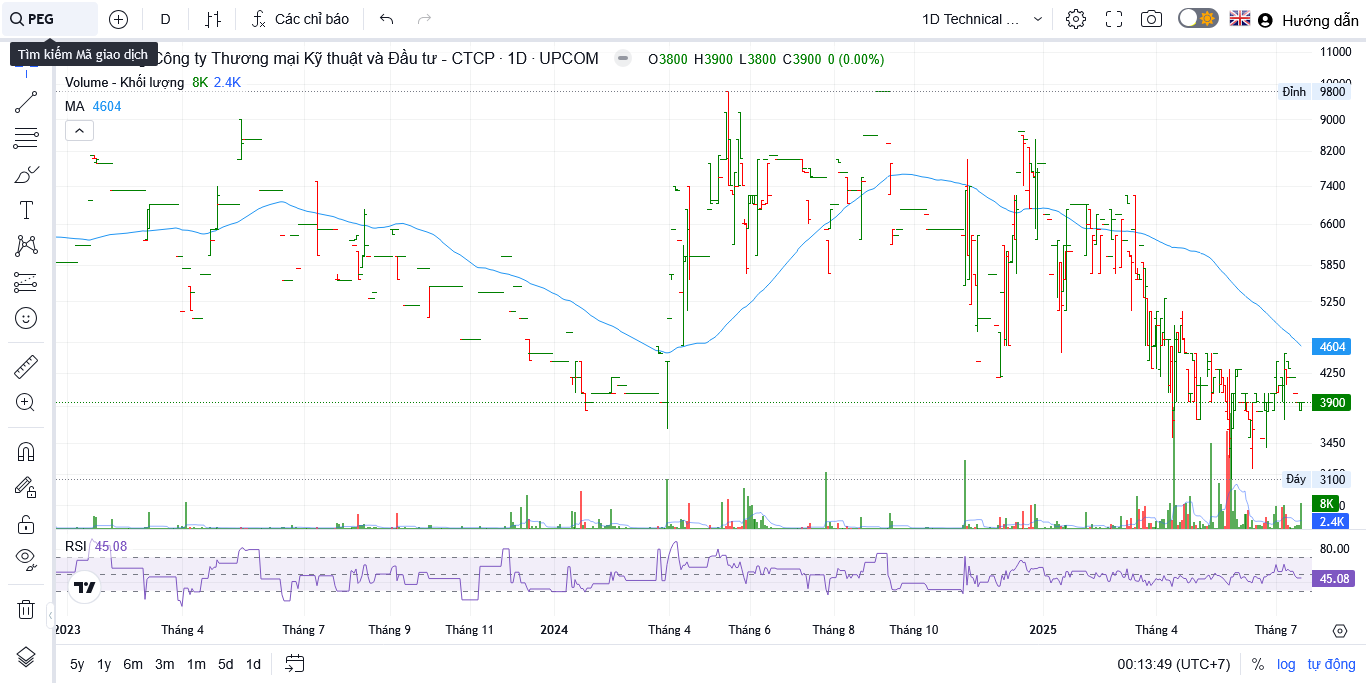 PEG D Các chỉ báo 1D Technical ... Hướng dẫn
Tìm kiếm Mã giao dịch
Công ty Thương mại Kỹ thuật và Đầu tư - CTCP · 1D · UPCOM O3800 H3900 L3800 C3900 0 (0.00%)
Volume - Khối lượng 8K 2.4K
MA 4604
11000
10000
Đỉnh 9800
9000
8200
7400
6600
5850
5250
4604
4250
3900
3450
3150
Đáy 3100
8K
2.4K
RSI 45.08
80.00
45.08
2023 Tháng 4 Tháng 7 Tháng 9 Tháng 11 2024 Tháng 4 Tháng 6 Tháng 8 Tháng 10 2025 Tháng 4 Tháng 7
5y 1y 6m 3m 1m 5d 1d 00:13:49 (UTC+7) % log tự động